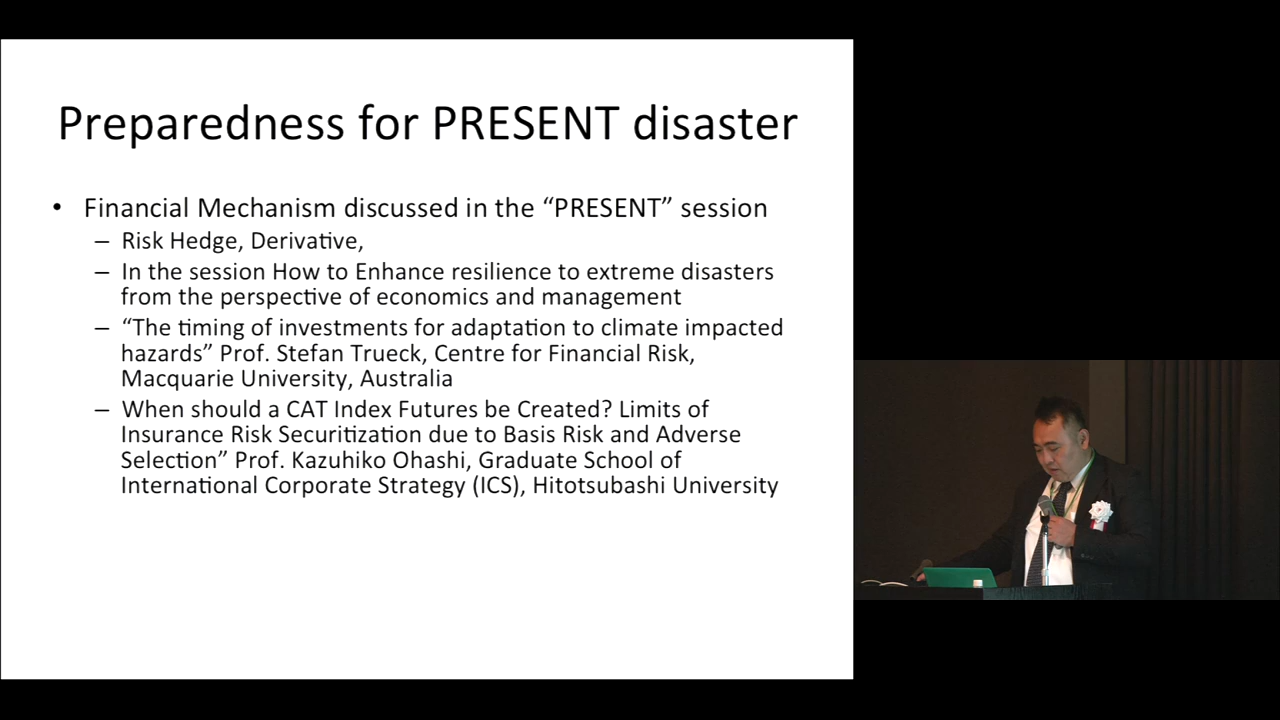 Preparedness for PRESENT disaster
• Financial Mechanism discussed in the “PRESENT” session
– Risk Hedge, Derivative,
– In the session How to Enhance resilience to extreme disasters
from the perspective of economics and management
– “The timing of investments for adaptation to climate impacted
hazards” Prof. Stefan Trueck, Centre for Financial Risk,
Macquarie University, Australia
– When should a CAT Index Futures be Created? Limits of
Insurance Risk Securitization due to Basis Risk and Adverse
Selection” Prof. Kazuhiko Ohashi, Graduate School of
International Corporate Strategy (ICS), Hitotsubashi University